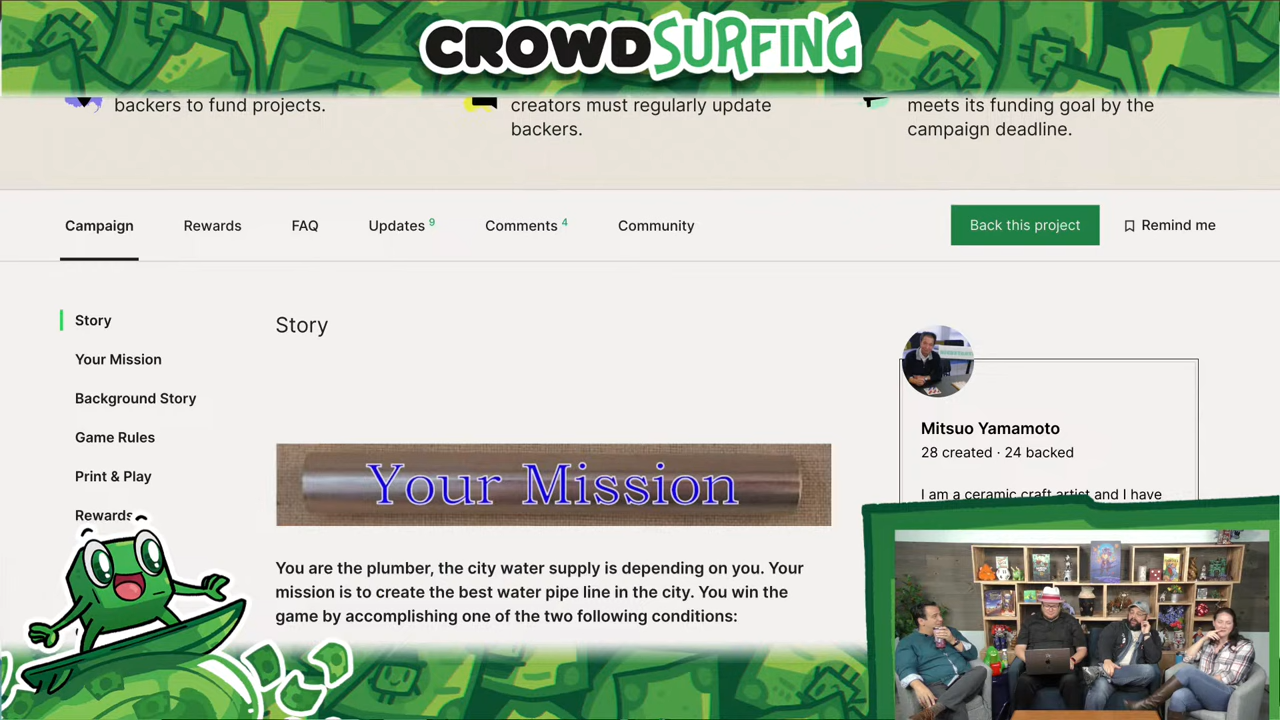 CROWDSURFING
backers to fund projects.
creators must regularly update
backers.
meets its funding goal by the
campaign deadline.
Campaign
Rewards
FAQ
Updates 9
Comments 4
Community
Back this project
Remind me
Story
Your Mission
Background Story
Game Rules
Print & Play
Rewards
Story
Your Mission
You are the plumber, the city water supply is depending on you. Your
mission is to create the best water pipe line in the city. You win the
game by accomplishing one of the two following conditions:
Mitsuo Yamamoto
28 created · 24 backed
I am a ceramic craft artist and I have